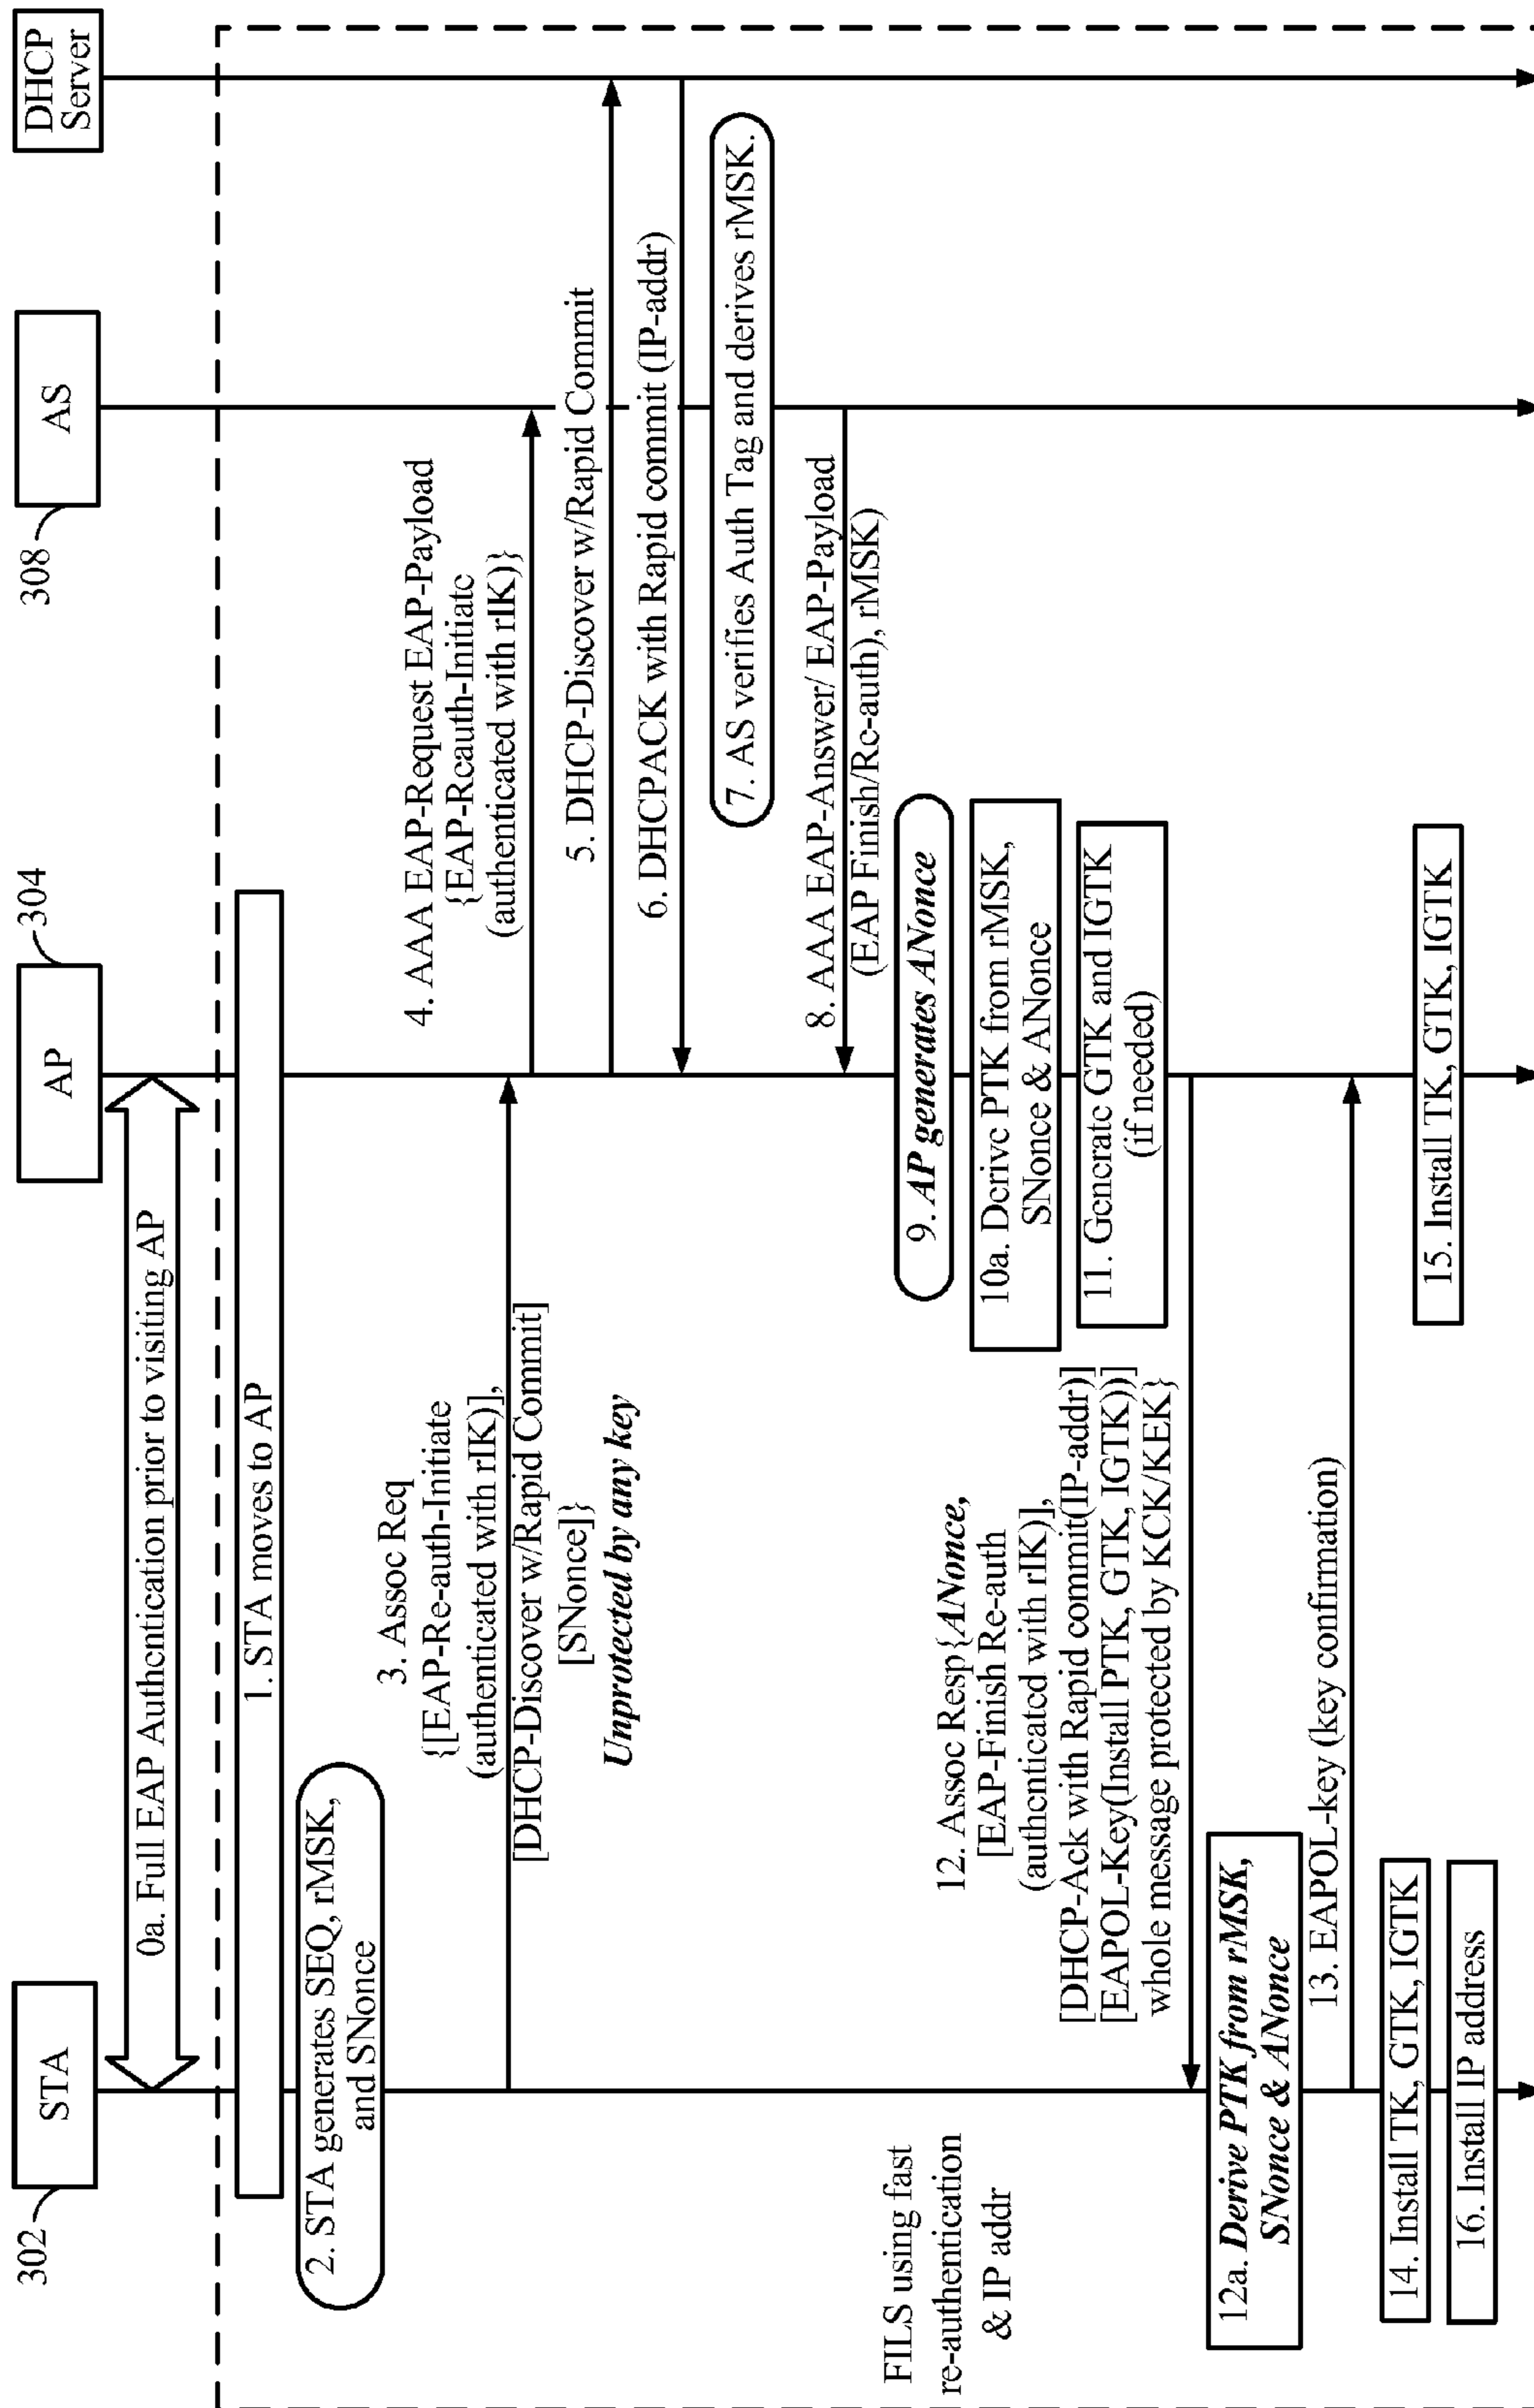 STA
302
AP
304
AS
308
DHCP
Server
0a. Full EAP Authentication prior to visiting AP
1. STA moves to AP
2. STA generates SEQ, rMSK,
and SNonce
3. Assoc Req
{[EAP-Re-auth-Initiate
(authenticated with rIK)],
[DHCP-Discover w/Rapid Commit]
[SNonce]}
Unprotected by any key
4. AAA EAP-Request EAP-Payload
{EAP-Reauth-Initiate
(authenticated with rIK)}
5. DHCP-Discover w/Rapid Commit
6. DHCPACK with Rapid commit (IP-addr)
7. AS verifies Auth Tag and derives rMSK.
8. AAA EAP-Answer/ EAP-Payload
(EAP Finish/Re-auth), rMSK)
9. AP generates ANonce
10a. Derive PTK from rMSK,
SNonce & ANonce
11. Generate GTK and IGTK
(if needed)
FILS using fast
re-authentication
& IP addr
12. Assoc Resp{ANonce,
[EAP-Finish Re-auth
(authenticated with rIK)],
[DHCP-Ack with Rapid commit(IP-addr)]
[EAPOL-Key(Install PTK, GTK, IGTK)]
whole message protected by KCK/KEK}
12a. Derive PTK from rMSK,
SNonce & ANonce
13. EAPOL-key (key confirmation)
14. Install TK, GTK, IGTK
15. Install TK, GTK, IGTK
16. Install IP address